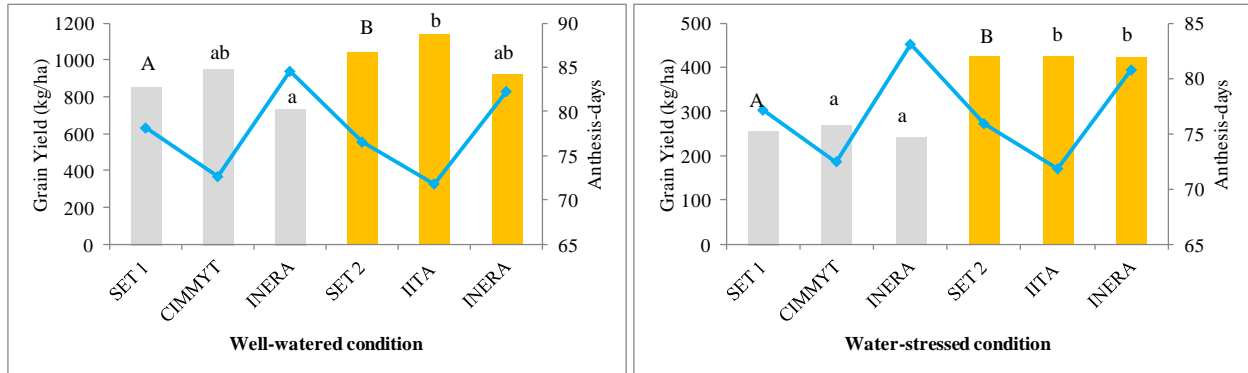 Grain Yield (kg/ha)
1200
1000
800
600
400
200
0
A
ab
a
B
b
ab
90
85
80
75
70
65
Anthesis-days
SET 1
CIMMYT
INERA
SET 2
IITA
INERA
Well-watered condition
Grain Yield (kg/ha)
500
400
300
200
100
0
A
a
a
B
b
b
85
80
75
70
65
Anthesis-days
SET 1
CIMMYT
INERA
SET 2
IITA
INERA
Water-stressed condition